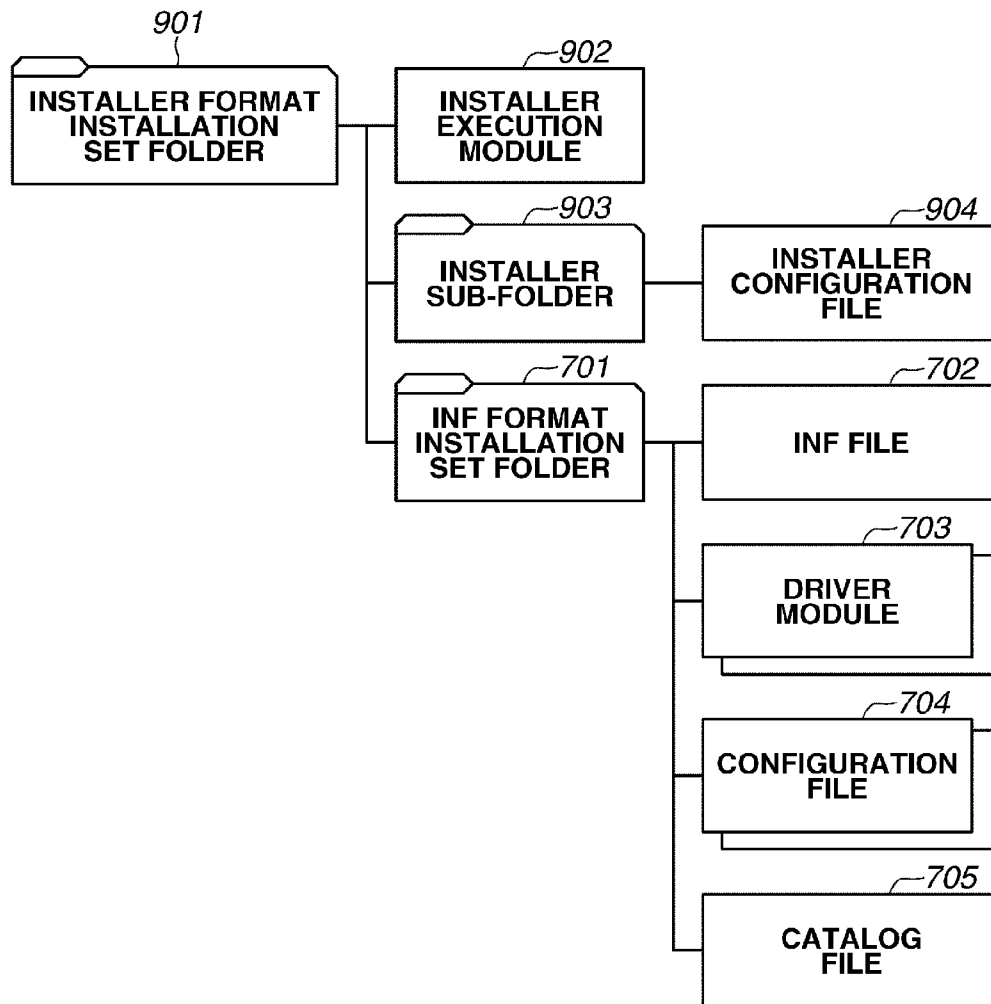 901
INSTALLER FORMAT
INSTALLATION
SET FOLDER
902
INSTALLER
EXECUTION
MODULE
903
INSTALLER
SUB-FOLDER
904
INSTALLER
CONFIGURATION
FILE
701
INF FORMAT
INSTALLATION
SET FOLDER
702
INF FILE
703
DRIVER
MODULE
704
CONFIGURATION
FILE
705
CATALOG
FILE